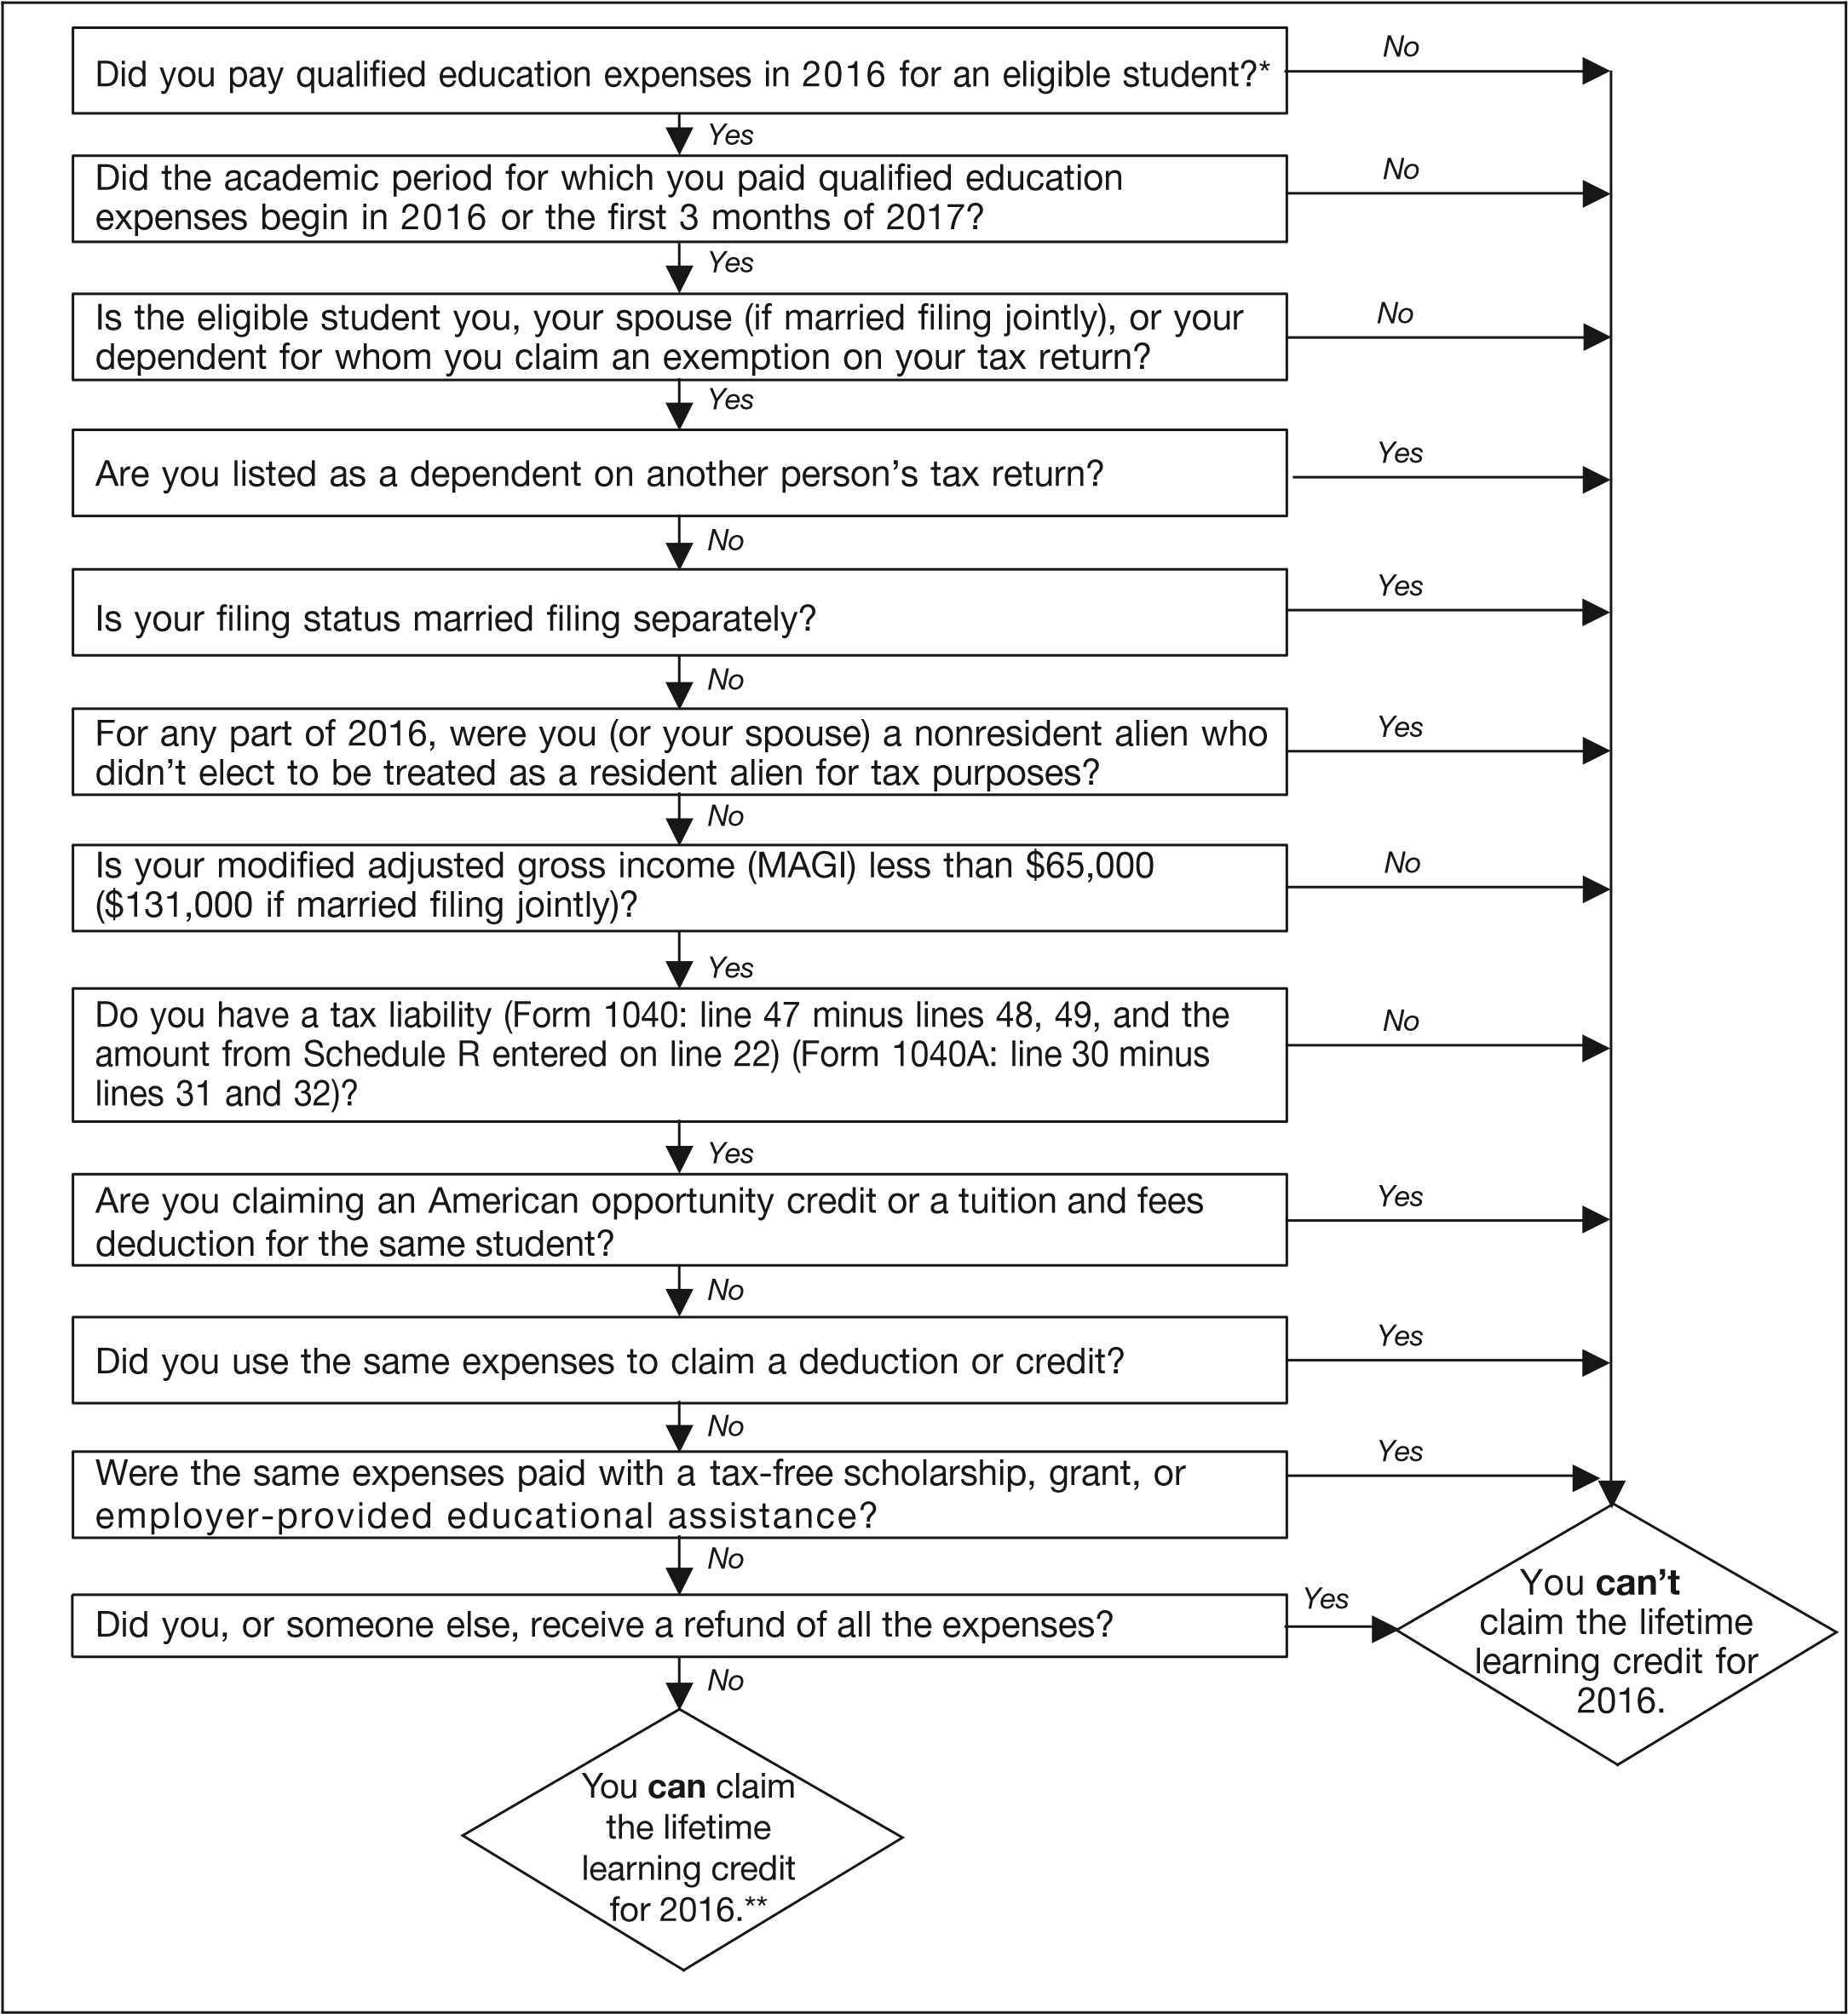 Did you pay qualified education expenses in 2016 for an eligible student?*
No
Yes
Did the academic period for which you paid qualified education
expenses begin in 2016 or the first 3 months of 2017?
No
Yes
Is the eligible student you, your spouse (if married filing jointly), or your
dependent for whom you claim an exemption on your tax return?
No
Yes
Are you listed as a dependent on another person’s tax return?
Yes
No
Is your filing status married filing separately?
Yes
No
For any part of 2016, were you (or your spouse) a nonresident alien who
didn’t elect to be treated as a resident alien for tax purposes?
Yes
No
Is your modified adjusted gross income (MAGI) less than $65,000
($131,000 if married filing jointly)?
No
Yes
Do you have a tax liability (Form 1040: line 47 minus lines 48, 49, and the
amount from Schedule R entered on line 22) (Form 1040A: line 30 minus
lines 31 and 32)?
No
Yes
Are you claiming an American opportunity credit or a tuition and fees
deduction for the same student?
Yes
No
Did you use the same expenses to claim a deduction or credit?
Yes
No
Were the same expenses paid with a tax-free scholarship, grant, or
employer-provided educational assistance?
Yes
No
Did you, or someone else, receive a refund of all the expenses?
Yes
No
You can’t
claim the lifetime
learning credit for
2016.
You can claim
the lifetime
learning credit
for 2016.**